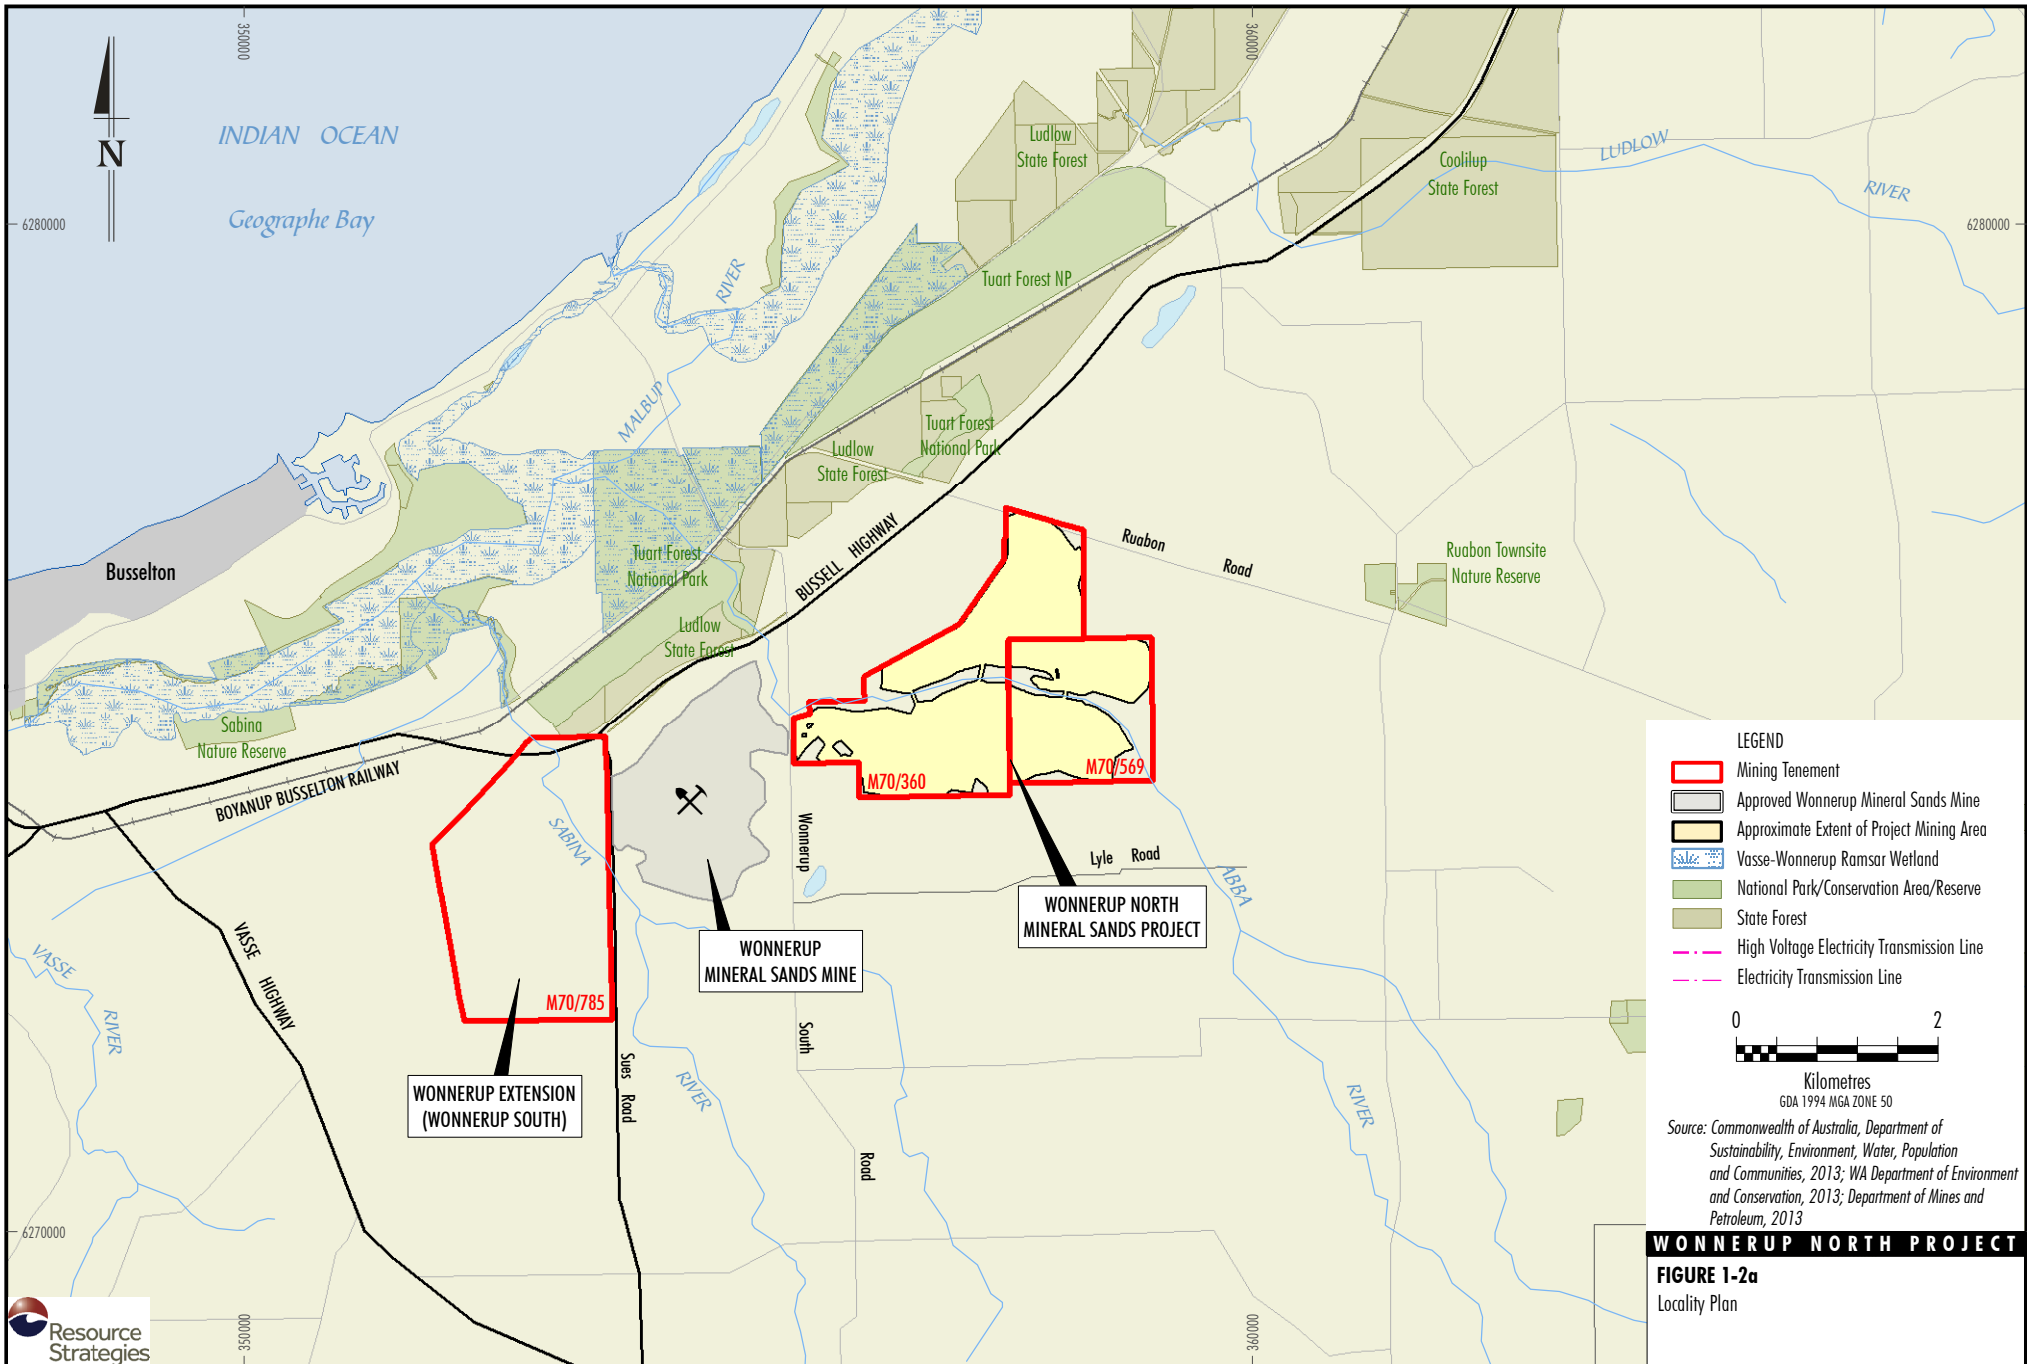 350000
360000
N
INDIAN OCEAN
Geographe Bay
6280000
6280000
Ludlow
State Forest
Coolilup
State Forest
LUDLOW
RIVER
RIVER
Tuart Forest NP
MALBUP
Tuart Forest
National Park
Ludlow
State Forest
BUSSELL HIGHWAY
Ruabon
Road
Ruabon Townsite
Nature Reserve
Busselton
Tuart Forest
National Park
Ludlow
State Forest
Sabina
Nature Reserve
BOYANUP BUSSELTON RAILWAY
M70/360
M70/569
SABINA
Wonnerup
Lyle Road
ABBA
WONNERUP NORTH
MINERAL SANDS PROJECT
WONNERUP
MINERAL SANDS MINE
VASSE
RIVER
VASSE
HIGHWAY
M70/785
WONNERUP EXTENSION
(WONNERUP SOUTH)
Sues Road
RIVER
South
Road
RIVER
6270000
350000
360000
Resource
Strategies
LEGEND
Mining Tenement
Approved Wonnerup Mineral Sands Mine
Approximate Extent of Project Mining Area
Vasse-Wonnerup Ramsar Wetland
National Park/Conservation Area/Reserve
State Forest
High Voltage Electricity Transmission Line
Electricity Transmission Line
0 2
Kilometres
GDA 1994 MGA ZONE 50
Source: Commonwealth of Australia, Department of
Sustainability, Environment, Water, Population
and Communities, 2013; WA Department of Environment
and Conservation, 2013; Department of Mines and
Petroleum, 2013
WONNERUP NORTH PROJECT
FIGURE 1-2a
Locality Plan